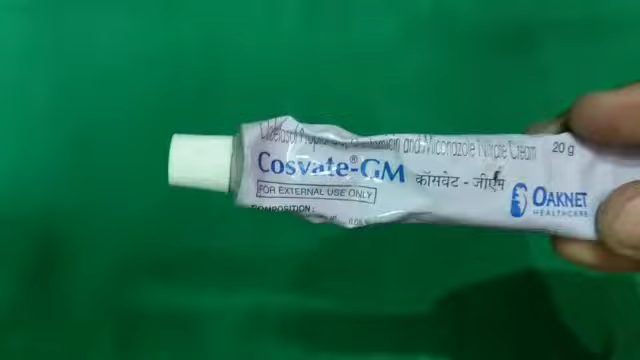 and Miconazole Nitrate Cream
20 g
Cosvate®-GM
कॉसवेट - जीएम
FOR EXTERNAL USE ONLY
OAKNET
HEALTHCARE
COMPOSITION: